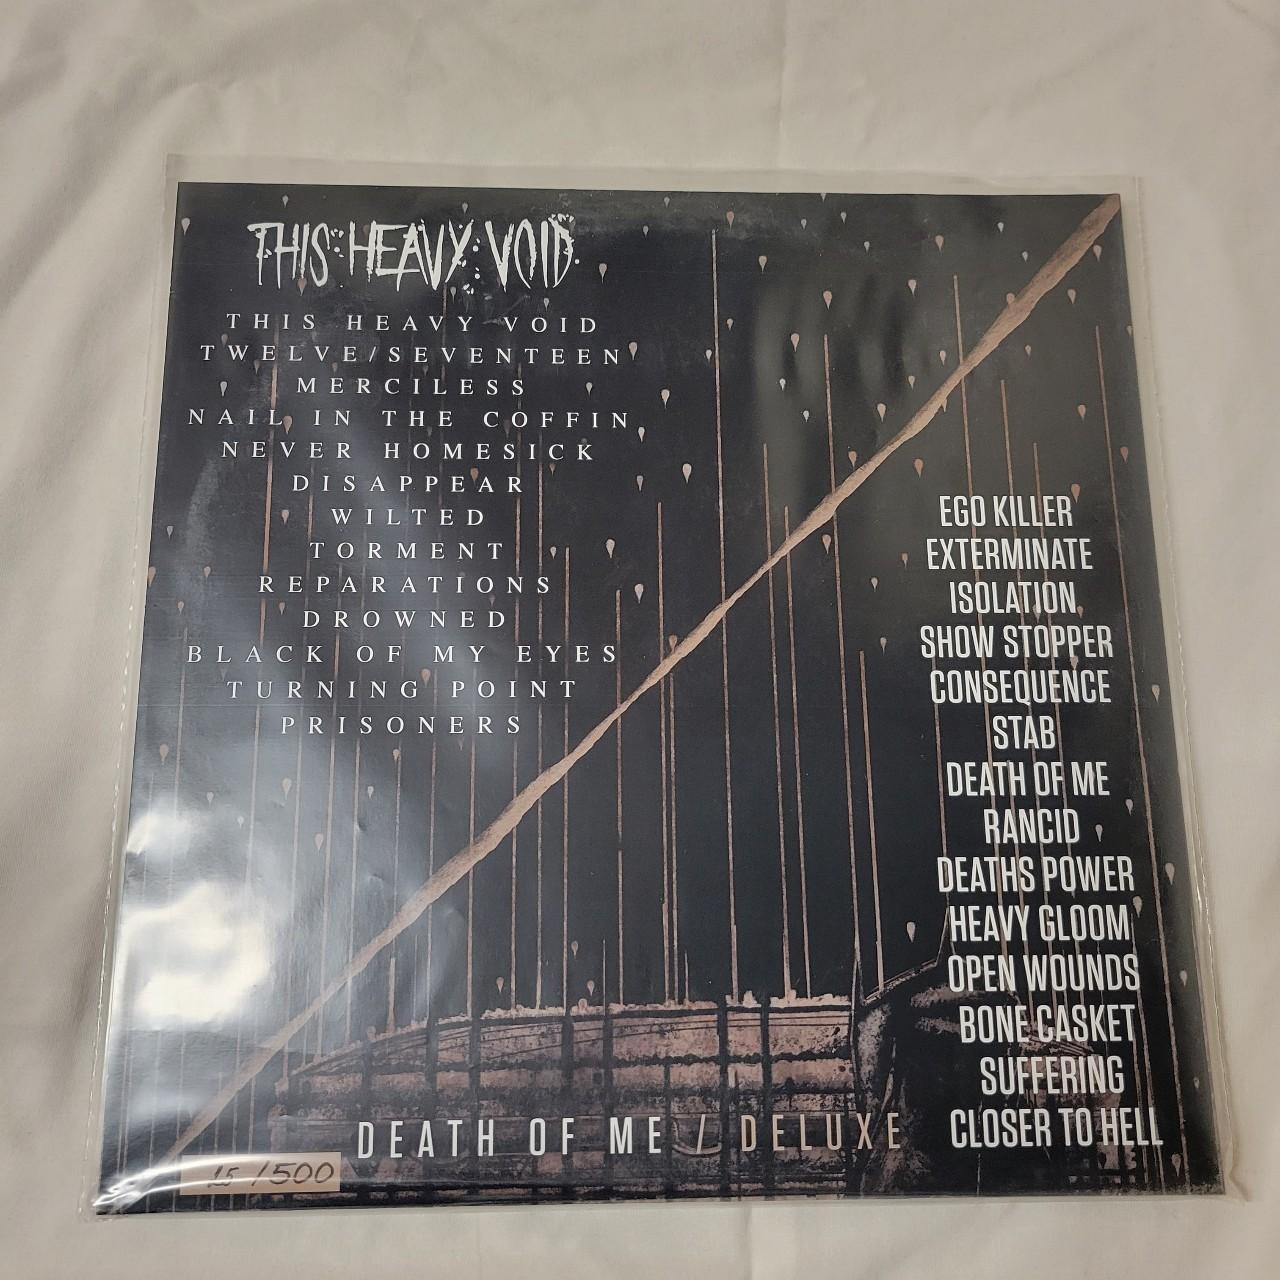 THIS HEAVY VOID
THIS HEAVY VOID
TWELVE/SEVENTEEN
MERCILESS
NAIL IN THE COFFIN
NEVER HOMESICK
DISAPPEAR
WILTED
TORMENT
REPARATIONS
DROWNED
BLACK OF MY EYES
TURNING POINT
PRISONERS
EGO KILLER
EXTERMINATE
ISOLATION
SHOW STOPPER
CONSEQUENCE
STAB
DEATH OF ME
RANCID
DEATHS POWER
HEAVY GLOOM
OPEN WOUNDS
BONE CASKET
SUFFERING
CLOSER TO HELL
DEATH OF ME / DELUXE
15/500